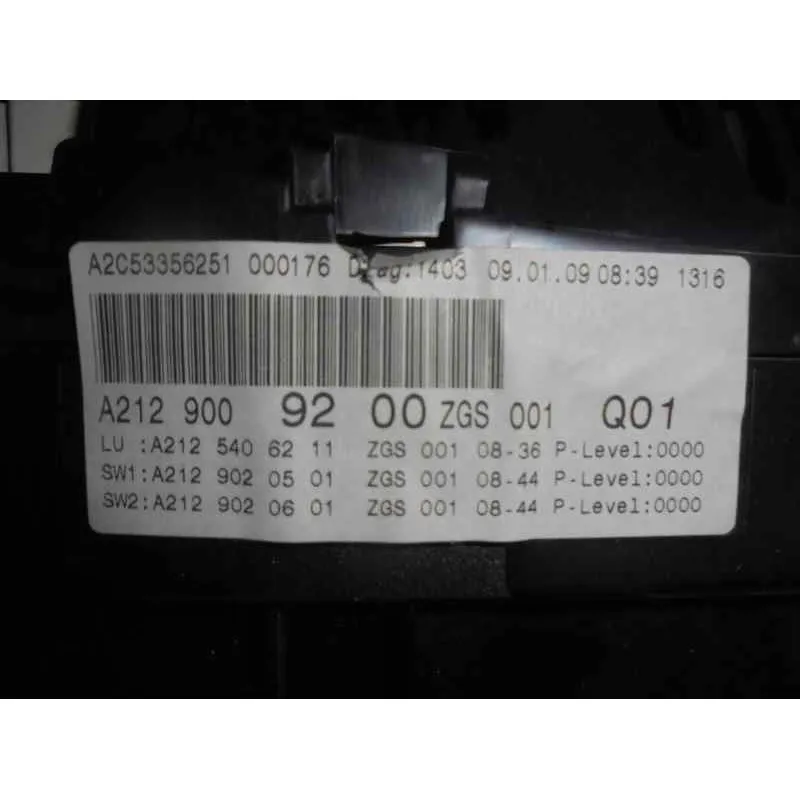 A2C53356251 000176 Diag:1403 09.01.09 08:39 1316
A212 900 92 00 ZGS 001 Q01
LU :A212 540 62 11 ZGS 001 08-36 P-Level:0000
SW1:A212 902 05 01 ZGS 001 08-44 P-Level:0000
SW2:A212 902 06 01 ZGS 001 08-44 P-Level:0000